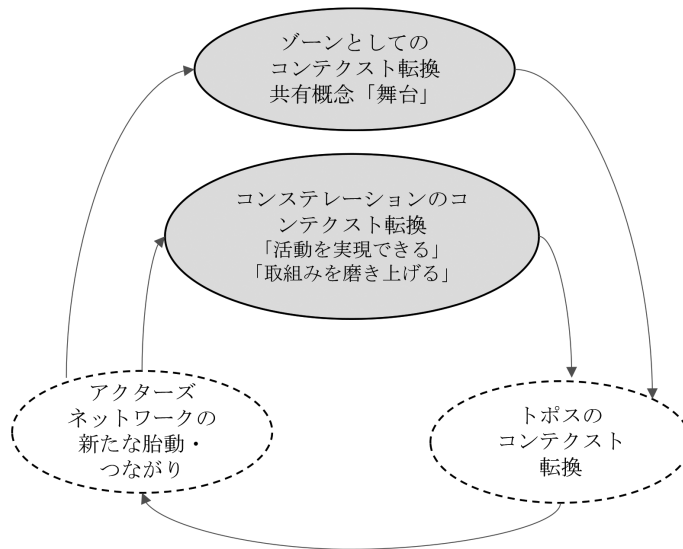 ゾーンとしての
コンテクスト転換
共有概念「舞台」
コンステレーションのコ
ンテクスト転換
「活動を実現できる」
「取組みを磨き上げる」
アクターズ
ネットワークの
新たな胎動・
つながり
トポスの
コンテクスト
転換